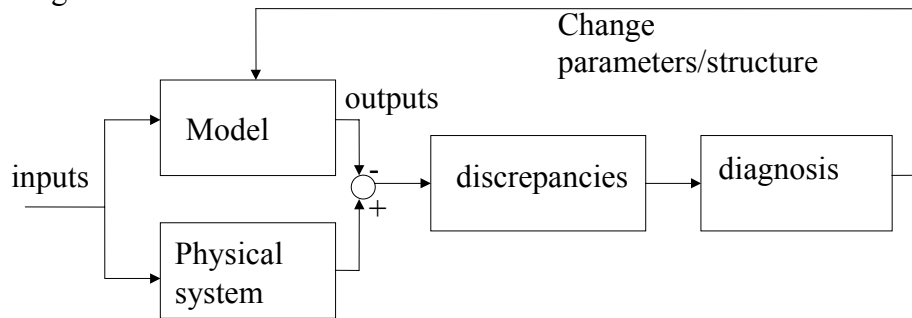 Change
parameters/structure
outputs
Model
inputs
-
+
discrepancies
diagnosis
Physical
system